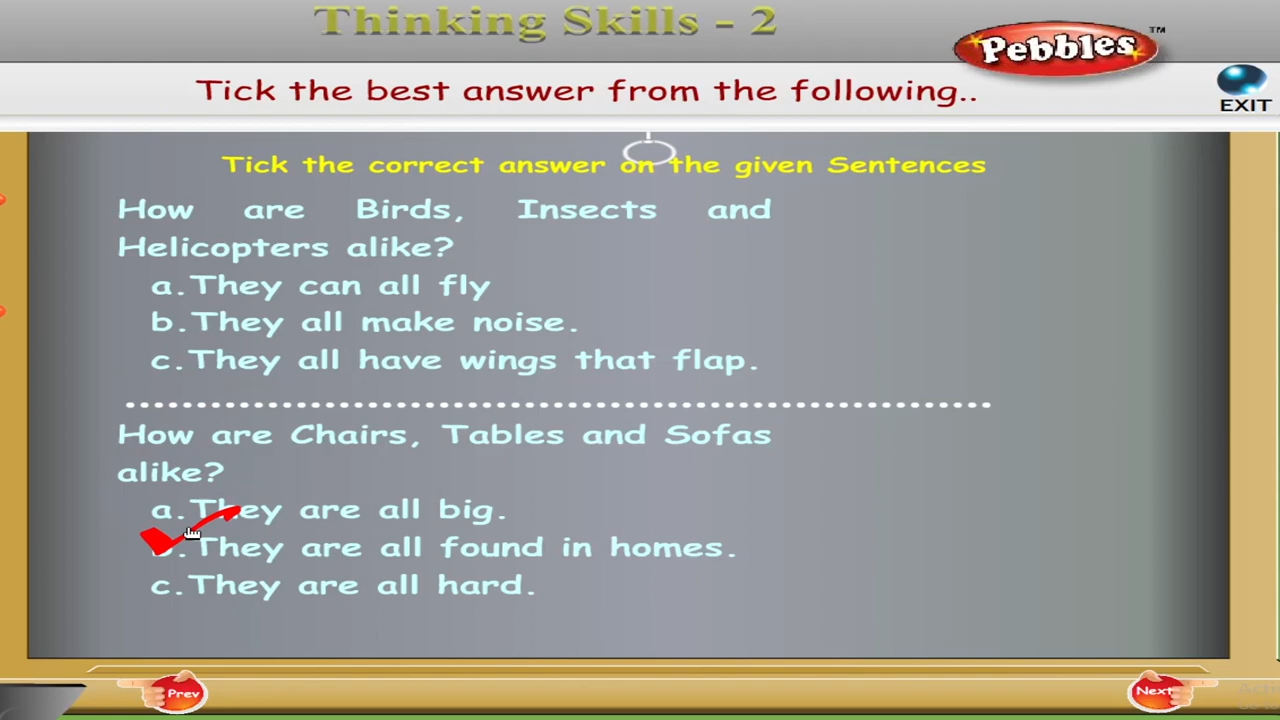 Thinking Skills - 2
Pebbles™
Tick the best answer from the following..
EXIT
Tick the correct answer on the given Sentences
How are Birds, Insects and
Helicopters alike?
a.They can all fly
b.They all make noise.
c.They all have wings that flap.
How are Chairs, Tables and Sofas
alike?
a.They are all big.
b.They are all found in homes.
c.They are all hard.
Prev
Next